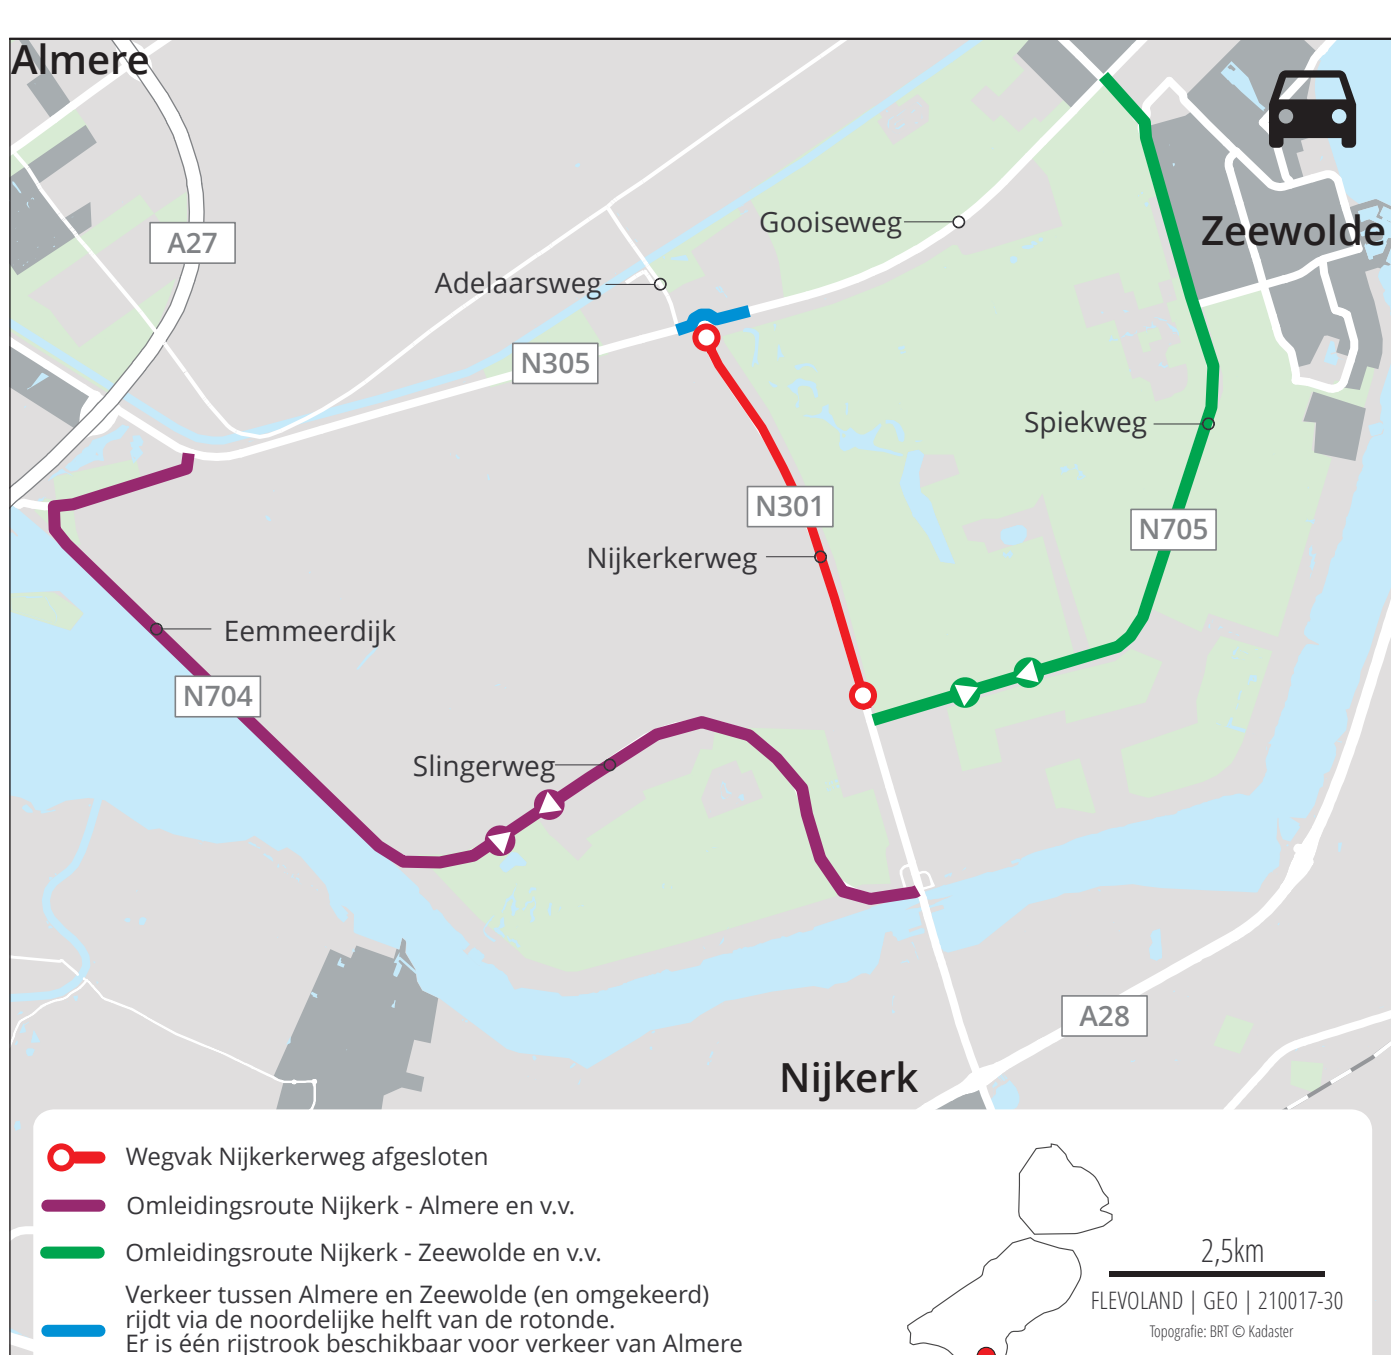 Almere
A27
Gooiseweg
Zeewolde
Adelaarsweg
N305
Spiekweg
N301
N705
Nijkerkerweg
Eemmeerdijk
N704
Slingerweg
A28
Nijkerk
Wegvak Nijkerkerweg afgesloten
Omleidingsroute Nijkerk - Almere en v.v.
Omleidingsroute Nijkerk - Zeewolde en v.v.
Verkeer tussen Almere en Zeewolde (en omgekeerd)
rijdt via de noordelijke helft van de rotonde.
Er is één rijstrook beschikbaar voor verkeer van Almere
2,5km
FLEVOLAND | GEO | 210017-30
Topografie: BRT © Kadaster